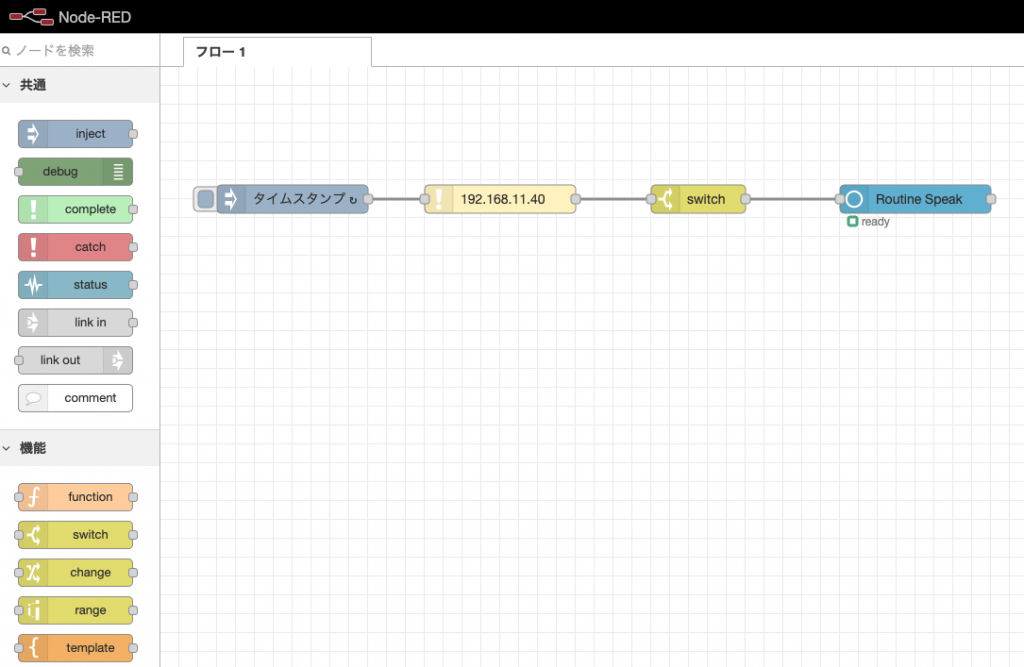 Node-RED
ノードを検索
フロー 1
共通
inject
debug
complete
catch
status
link in
link out
comment
機能
function
switch
change
range
template
タイムスタンプ ↻
192.168.11.40
switch
Routine Speak
ready